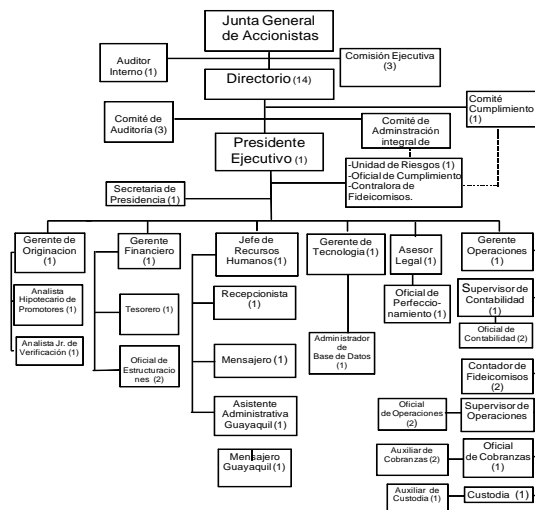 Junta General
de Accionistas
Auditor
Interno (1)
Comisión Ejecutiva
(3)
Directorio (14)
Comité
Cumplimiento
(1)
Comité de
Auditoría (3)
Comité de
Adminstración
integral de
Presidente
Ejecutivo (1)
-Unidad de Riesgos (1)
-Oficial de Cumplimiento
-Contralora de
Fideicomisos.
Secretaria de
Presidencia (1)
Gerente de
Originacion
(1)
Gerente
Financiero
(1)
Jefe de
Recursos
Humanos (1)
Gerente de
Tecnologia (1)
Asesor
Legal (1)
Gerente
Operaciones
(1)
Analista
Hipotecario de
Promotores (1)
Analista Jr. de
Verificación (1)
Tesorero (1)
Oficial de
Estructuracio
nes (2)
Recepcionista
(1)
Mensajero (1)
Asistente
Administrativa
Guayaquil (1)
Mensajero
Guayaquil (1)
Administrador
de
Base de Datos
(1)
Oficial de
Perfeccio-
namiento (1)
Supervisor de
Contabilidad
(1)
Oficial de
Contabilidad (2)
Contador de
Fideicomisos
(2)
Oficial
de Operaciones
(2)
Supervisor de
Operaciones
Auxiliar de
Cobranzas (2)
Oficial
de Cobranzas
(1)
Auxiliar de
Custodia (1)
Custodia (1)